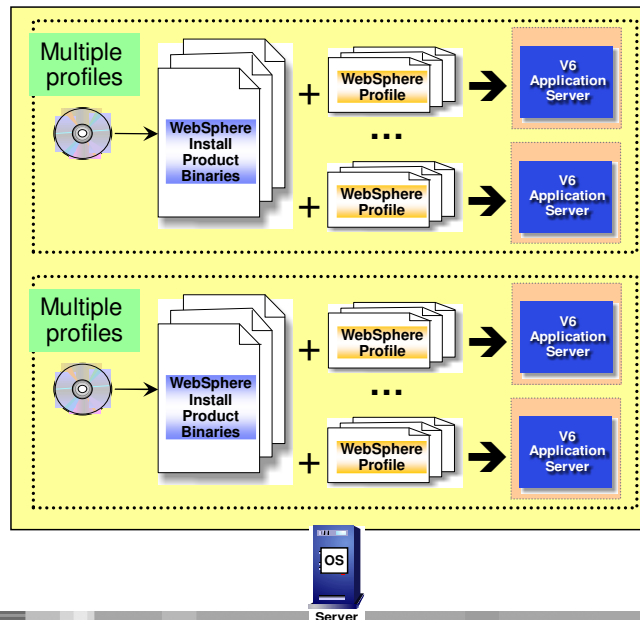 Multiple
profiles
WebSphere
Install
Product
Binaries
+
WebSphere
Profile
V6
Application
Server
...
+
WebSphere
Profile
V6
Application
Server
Multiple
profiles
WebSphere
Install
Product
Binaries
+
WebSphere
Profile
V6
Application
Server
...
+
WebSphere
Profile
V6
Application
Server
OS
Server